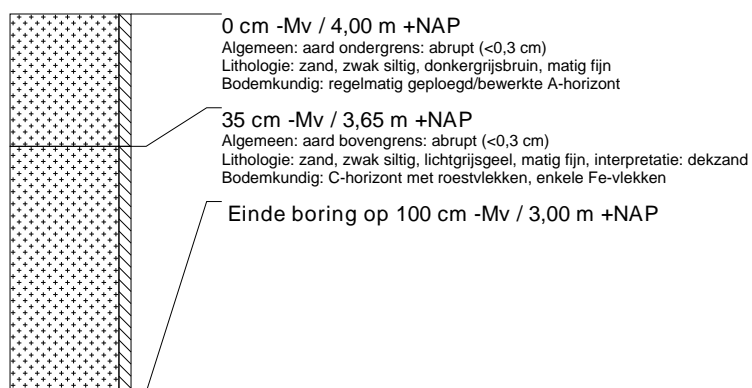 0 cm -Mv / 4,00 m +NAP
Algemeen: aard ondergrens: abrupt (<0,3 cm)
Lithologie: zand, zwak siltig, donkergrijsbruin, matig fijn
Bodemkundig: regelmatig geploegd/bewerkte A-horizont
35 cm -Mv / 3,65 m +NAP
Algemeen: aard bovengrens: abrupt (<0,3 cm)
Lithologie: zand, zwak siltig, lichtgrijsgeel, matig fijn, interpretatie: dekzand
Bodemkundig: C-horizont met roestvlekken, enkele Fe-vlekken
Einde boring op 100 cm -Mv / 3,00 m +NAP